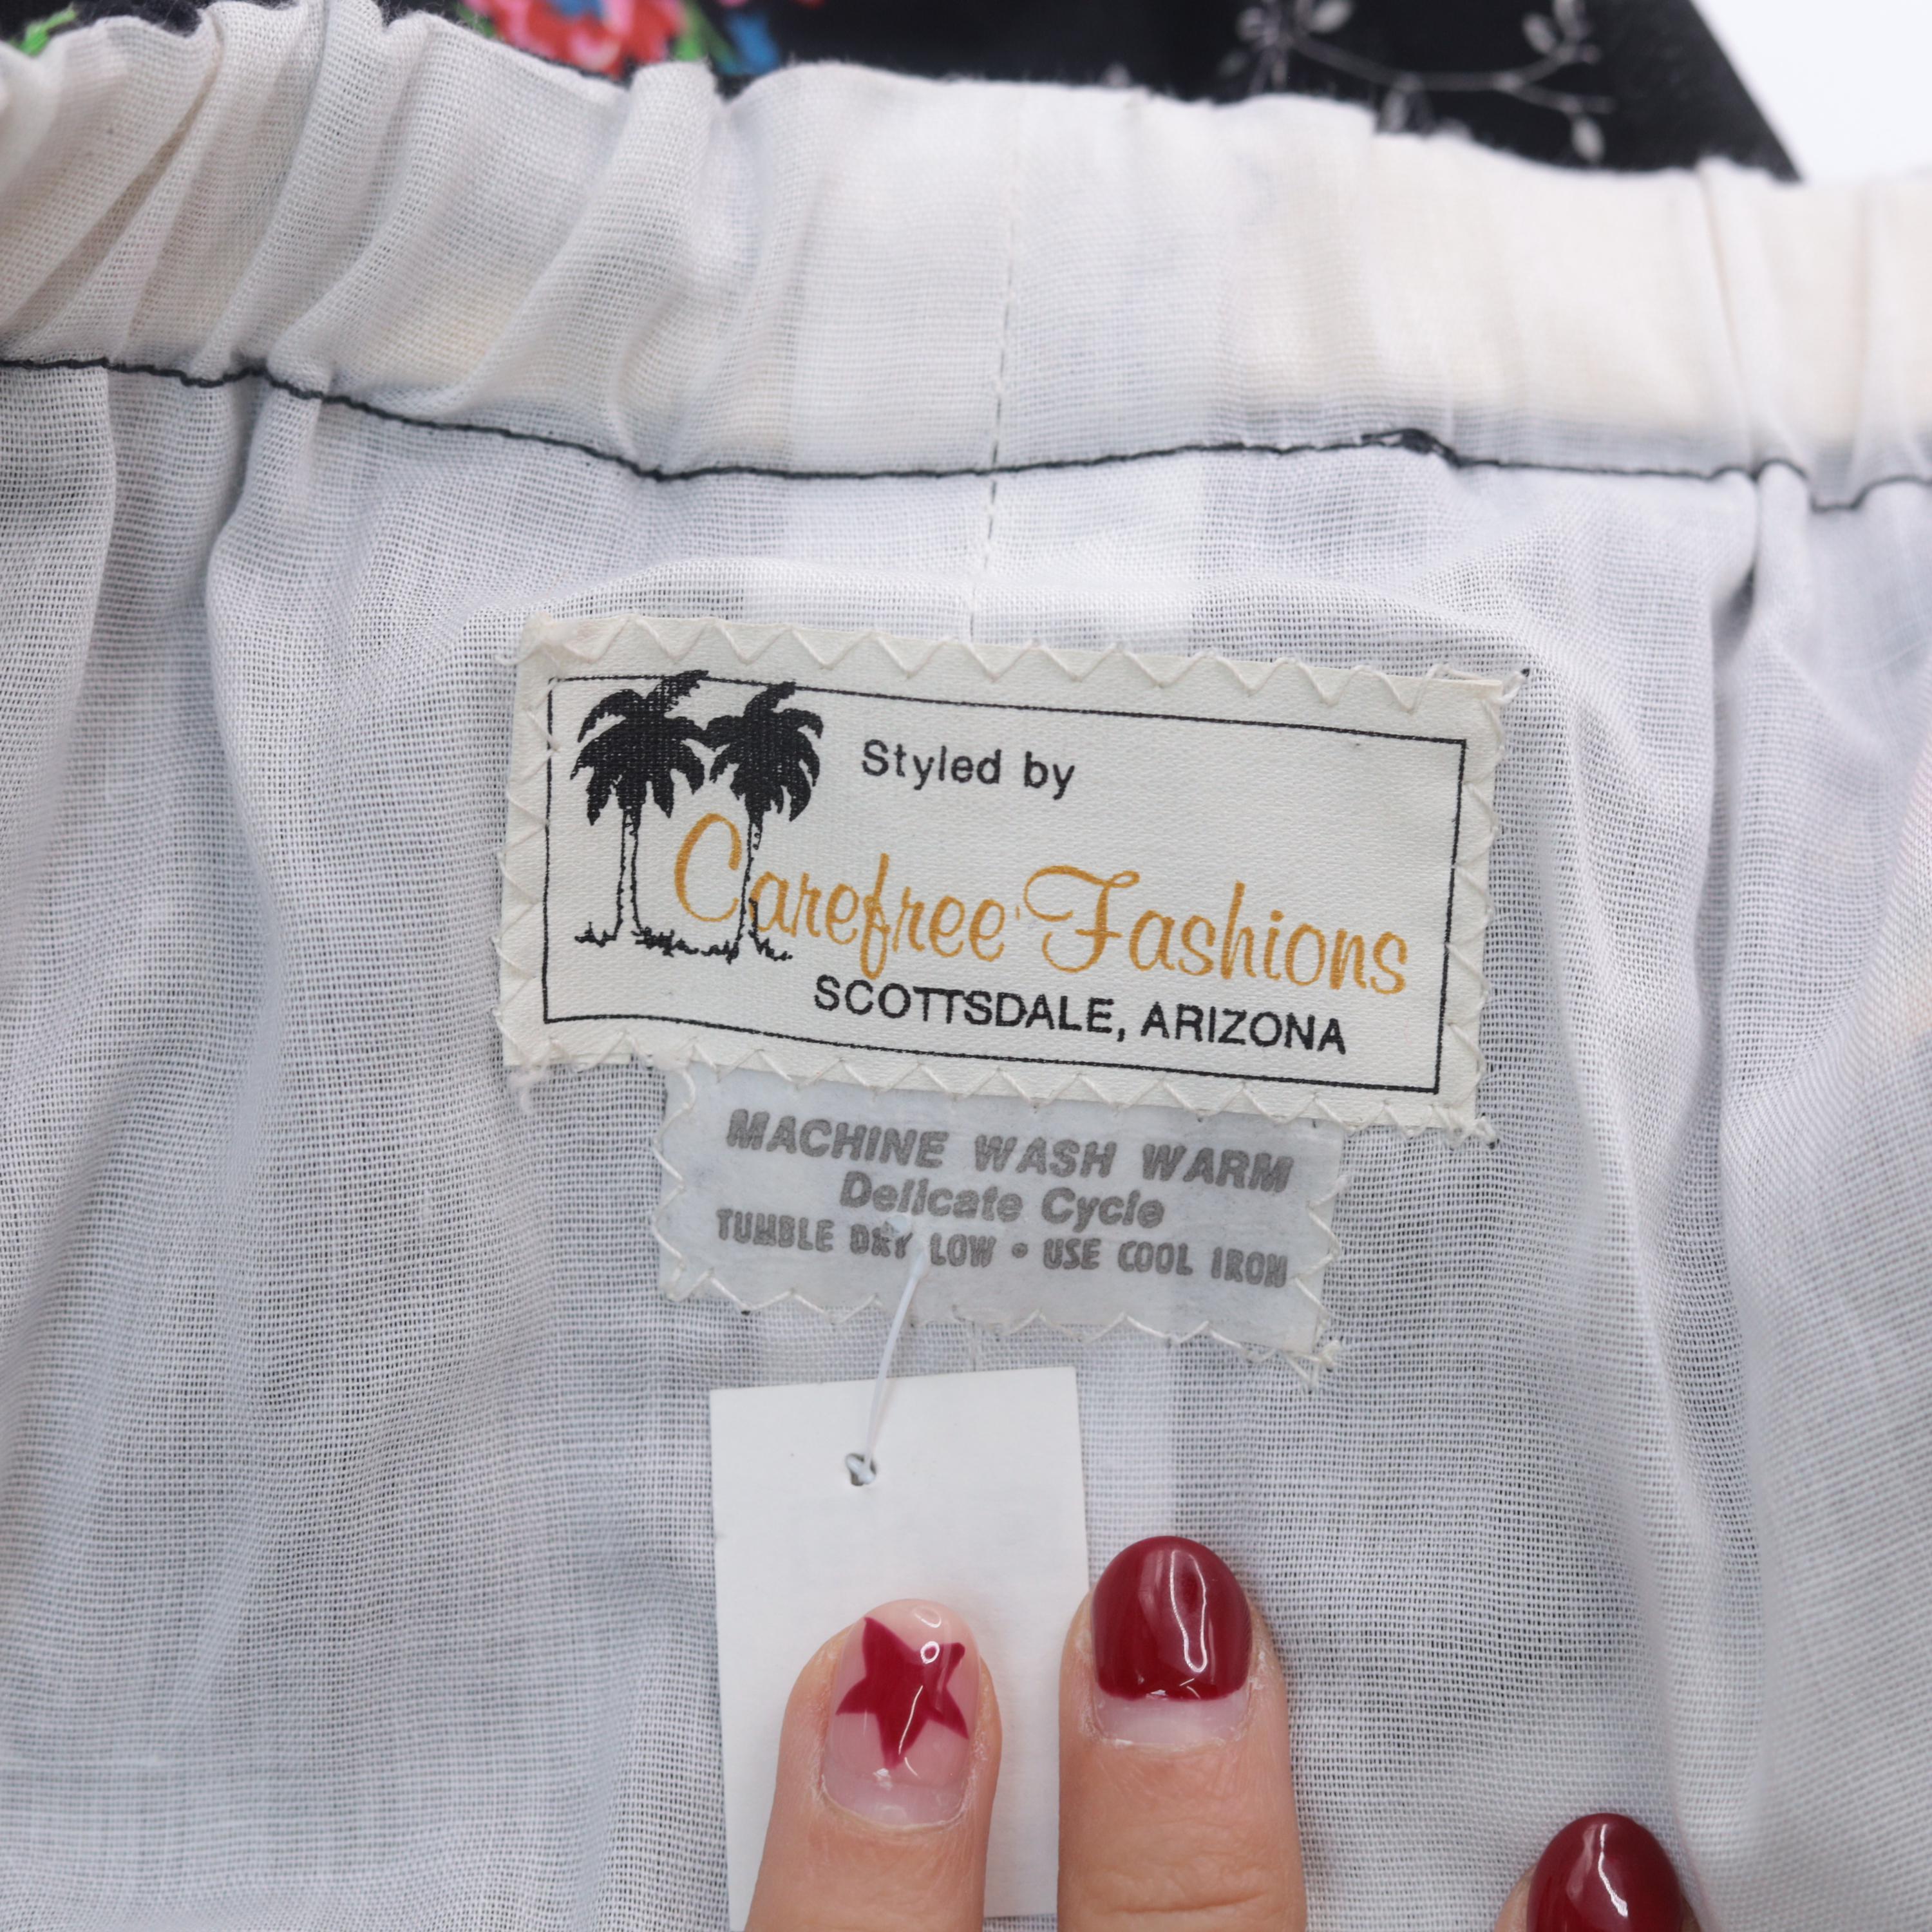 Styled by
Carefree Fashions
SCOTTSDALE, ARIZONA
MACHINE WASH WARM
Delicate Cycle
TUMBLE DRY LOW • USE COOL IRON